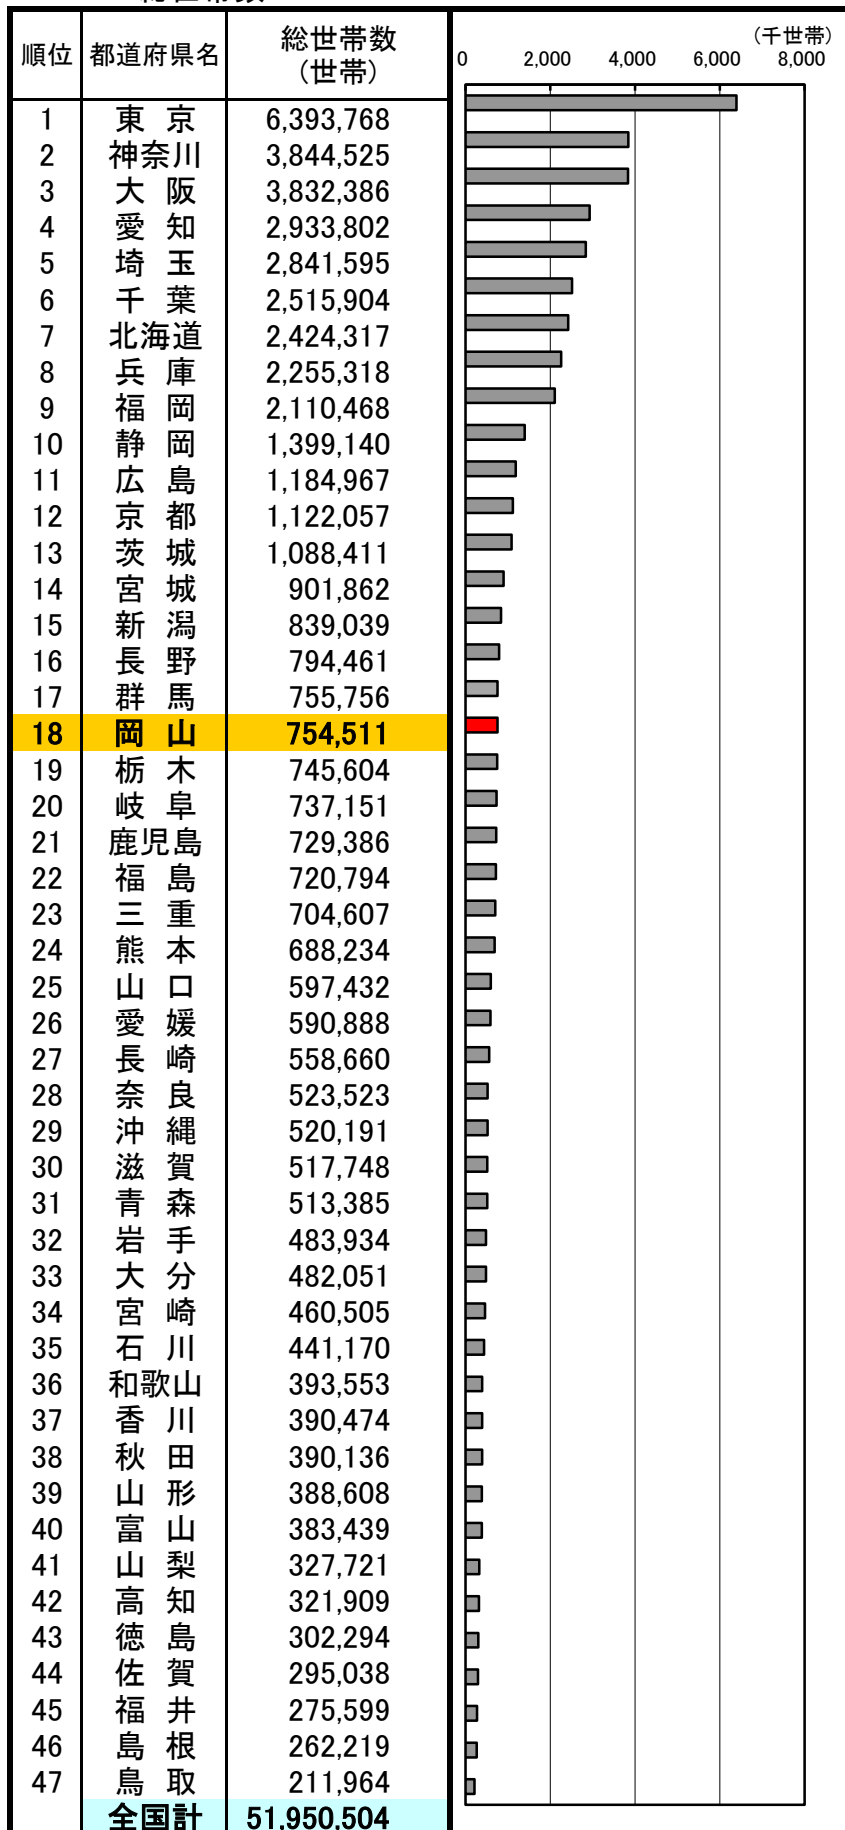 順位 都道府県名 総世帯数 (世帯)
(千世帯)
0 2,000 4,000 6,000 8,000
1 東 京 6,393,768
2 神奈川 3,844,525
3 大 阪 3,832,386
4 愛 知 2,933,802
5 埼 玉 2,841,595
6 千 葉 2,515,904
7 北海道 2,424,317
8 兵 庫 2,255,318
9 福 岡 2,110,468
10 静 岡 1,399,140
11 広 島 1,184,967
12 京 都 1,122,057
13 茨 城 1,088,411
14 宮 城 901,862
15 新 潟 839,039
16 長 野 794,461
17 群 馬 755,756
18 岡 山 754,511
19 栃 木 745,604
20 岐 阜 737,151
21 鹿児島 729,386
22 福 島 720,794
23 三 重 704,607
24 熊 本 688,234
25 山 口 597,432
26 愛 媛 590,888
27 長 崎 558,660
28 奈 良 523,523
29 沖 縄 520,191
30 滋 賀 517,748
31 青 森 513,385
32 岩 手 483,934
33 大 分 482,051
34 宮 崎 460,505
35 石 川 441,170
36 和歌山 393,553
37 香 川 390,474
38 秋 田 390,136
39 山 形 388,608
40 富 山 383,439
41 山 梨 327,721
42 高 知 321,909
43 徳 島 302,294
44 佐 賀 295,038
45 福 井 275,599
46 島 根 262,219
47 鳥 取 211,964
全国計 51,950,504